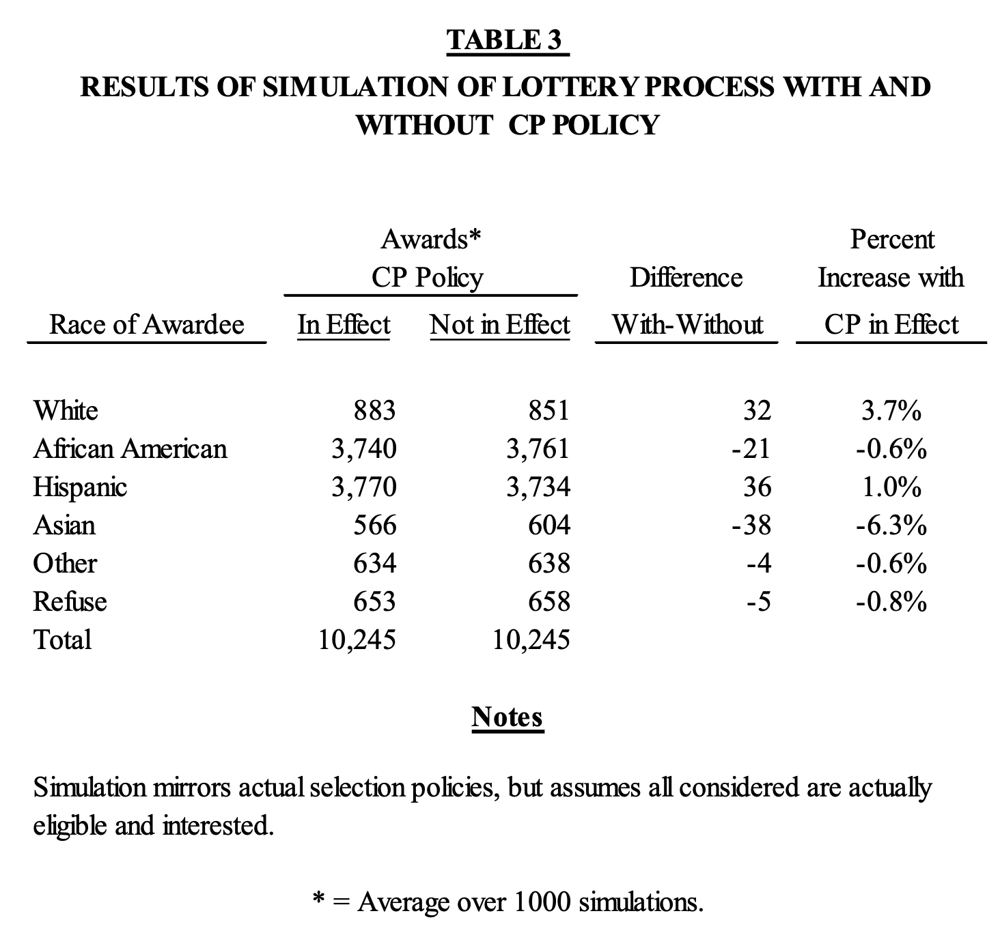 TABLE 3
RESULTS OF SIMULATION OF LOTTERY PROCESS WITH AND
WITHOUT CP POLICY
Awards* Percent
CP Policy Difference Increase with
Race of Awardee In Effect Not in Effect With-Without CP in Effect
White 883 851 32 3.7%
African American 3,740 3,761 -21 -0.6%
Hispanic 3,770 3,734 36 1.0%
Asian 566 604 -38 -6.3%
Other 634 638 -4 -0.6%
Refuse 653 658 -5 -0.8%
Total 10,245 10,245
Notes
Simulation mirrors actual selection policies, but assumes all considered are actually
eligible and interested.
* = Average over 1000 simulations.